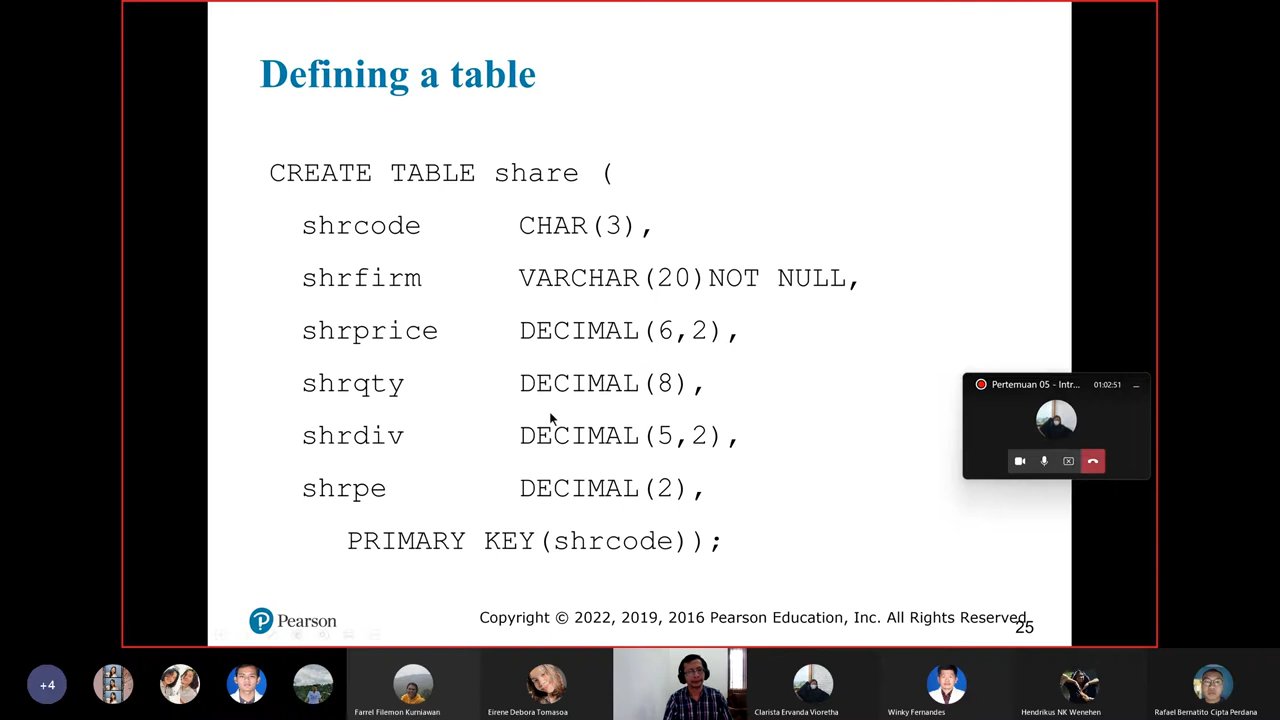 Defining a table
CREATE TABLE share (
shrcode CHAR(3),
shrfirm VARCHAR(20)NOT NULL,
shrprice DECIMAL(6,2),
shrqty DECIMAL(8),
shrdiv DECIMAL(5,2),
shrpe DECIMAL(2),
PRIMARY KEY(shrcode));
Pertemuan 05 - Intr... 01:02:51
Pearson
Copyright © 2022, 2019, 2016 Pearson Education, Inc. All Rights Reserved
25
+4
Farrel Filemon Kurniawan
Eirene Debora Tomasoa
Clarista Ervanda Vioretha
Winky Fernandes
Hendrikus NK Wenehen
Rafael Bernatito Cipta Perdana